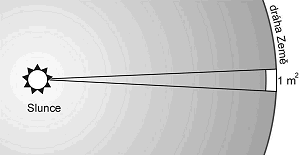 dráha Země
1 m²
Slunce